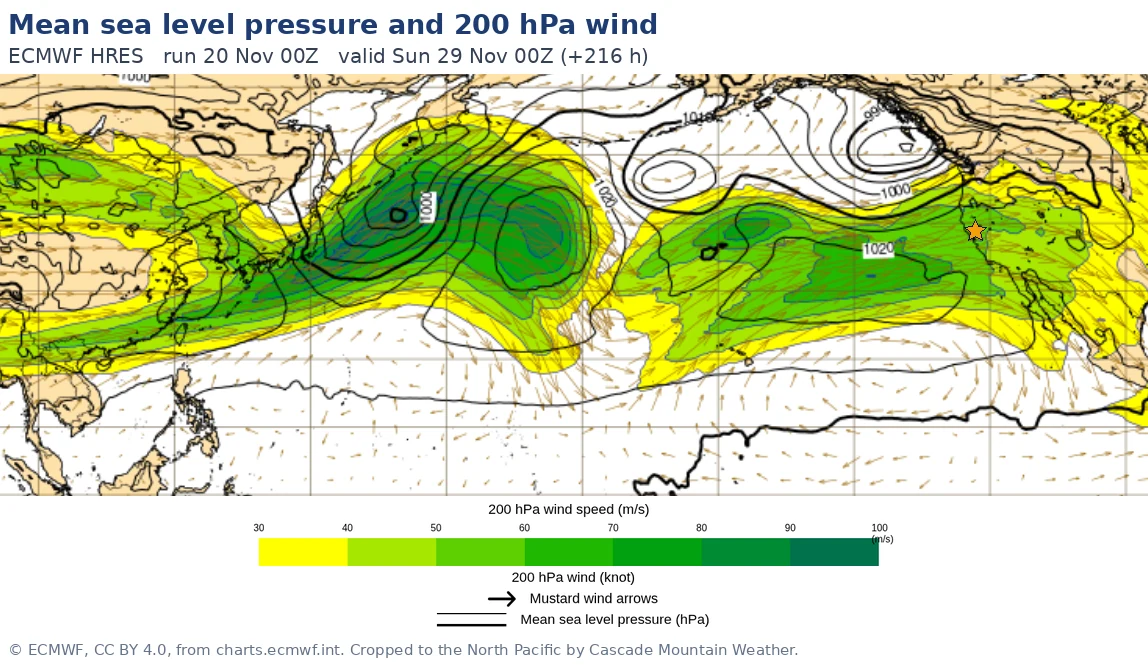 Mean sea level pressure and 200 hPa wind
ECMWF HRES run 20 Nov 00Z valid Sun 29 Nov 00Z (+216 h)
1000
1020
1000
1020
1000
200 hPa wind speed (m/s)
30 40 50 60 70 80 90 100
(m/s)
200 hPa wind (knot)
Mustard wind arrows
Mean sea level pressure (hPa)
© ECMWF, CC BY 4.0, from charts.ecmwf.int. Cropped to the North Pacific by Cascade Mountain Weather.